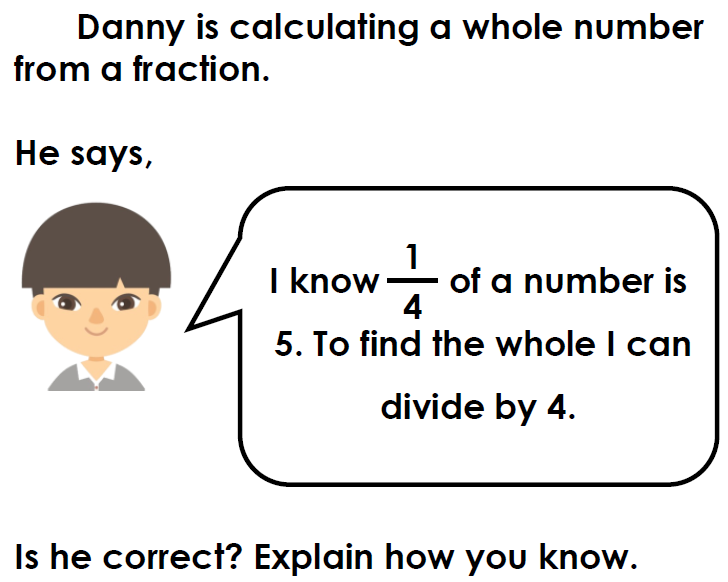 Danny is calculating a whole number
from a fraction.
He says,
I know 1/4 of a number is
5. To find the whole I can
divide by 4.
Is he correct? Explain how you know.